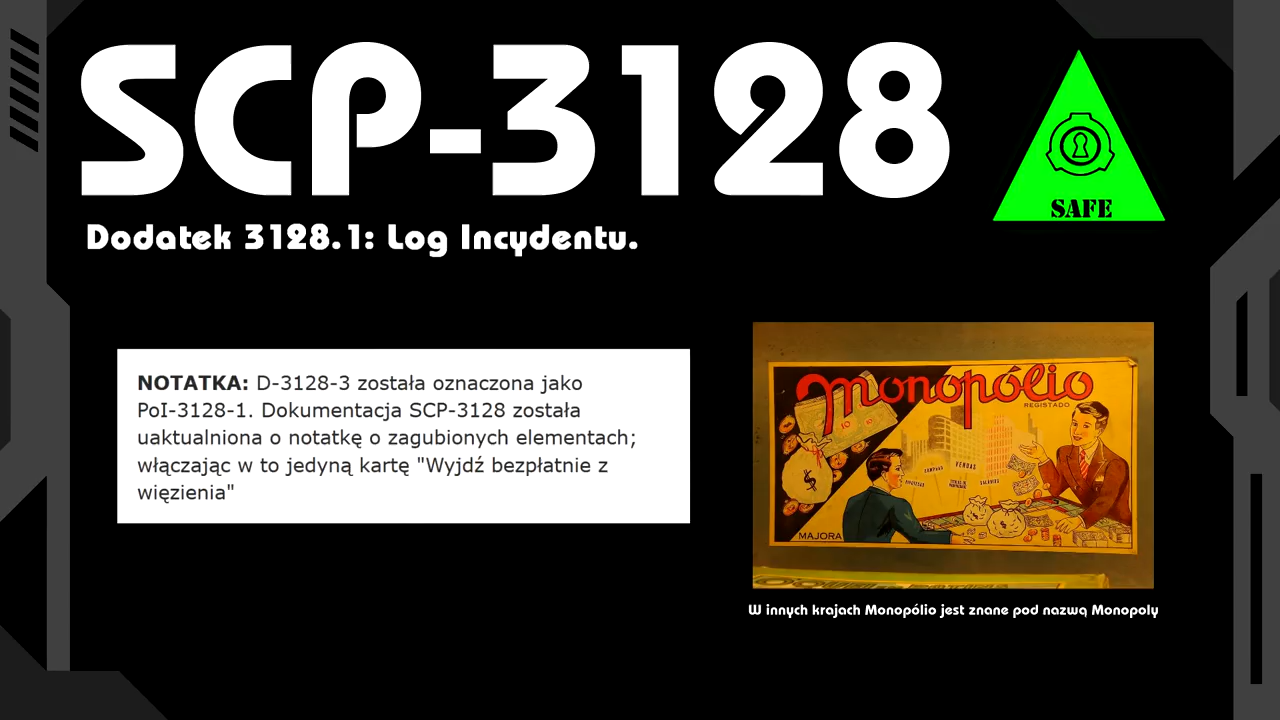 SCP-3128
SAFE
Dodatek 3128.1: Log Incydentu.
NOTATKA: D-3128-3 została oznaczona jako
PoI-3128-1. Dokumentacja SCP-3128 została
uaktualniona o notatkę o zagubionych elementach;
włączając w to jedyną kartę "Wyjdź bezpłatnie z
więzienia"
Monopólio
REGISTADO
VENDAS
COMPRAS
MAJORA
W innych krajach Monopólio jest znane pod nazwą Monopoly